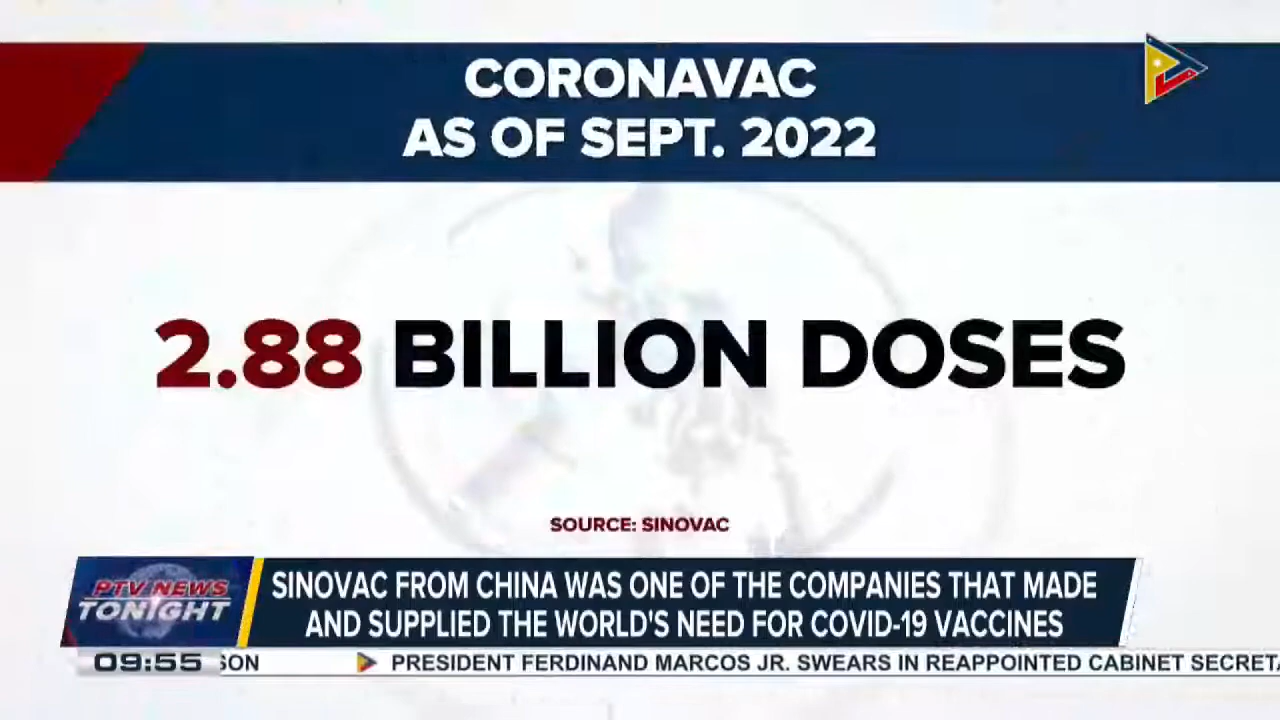 CORONAVAC
AS OF SEPT. 2022
2.88 BILLION DOSES
SOURCE: SINOVAC
PTV NEWS
TONIGHT
SINOVAC FROM CHINA WAS ONE OF THE COMPANIES THAT MADE
AND SUPPLIED THE WORLD'S NEED FOR COVID-19 VACCINES
09:55
PRESIDENT FERDINAND MARCOS JR. SWEARS IN REAPPOINTED CABINET